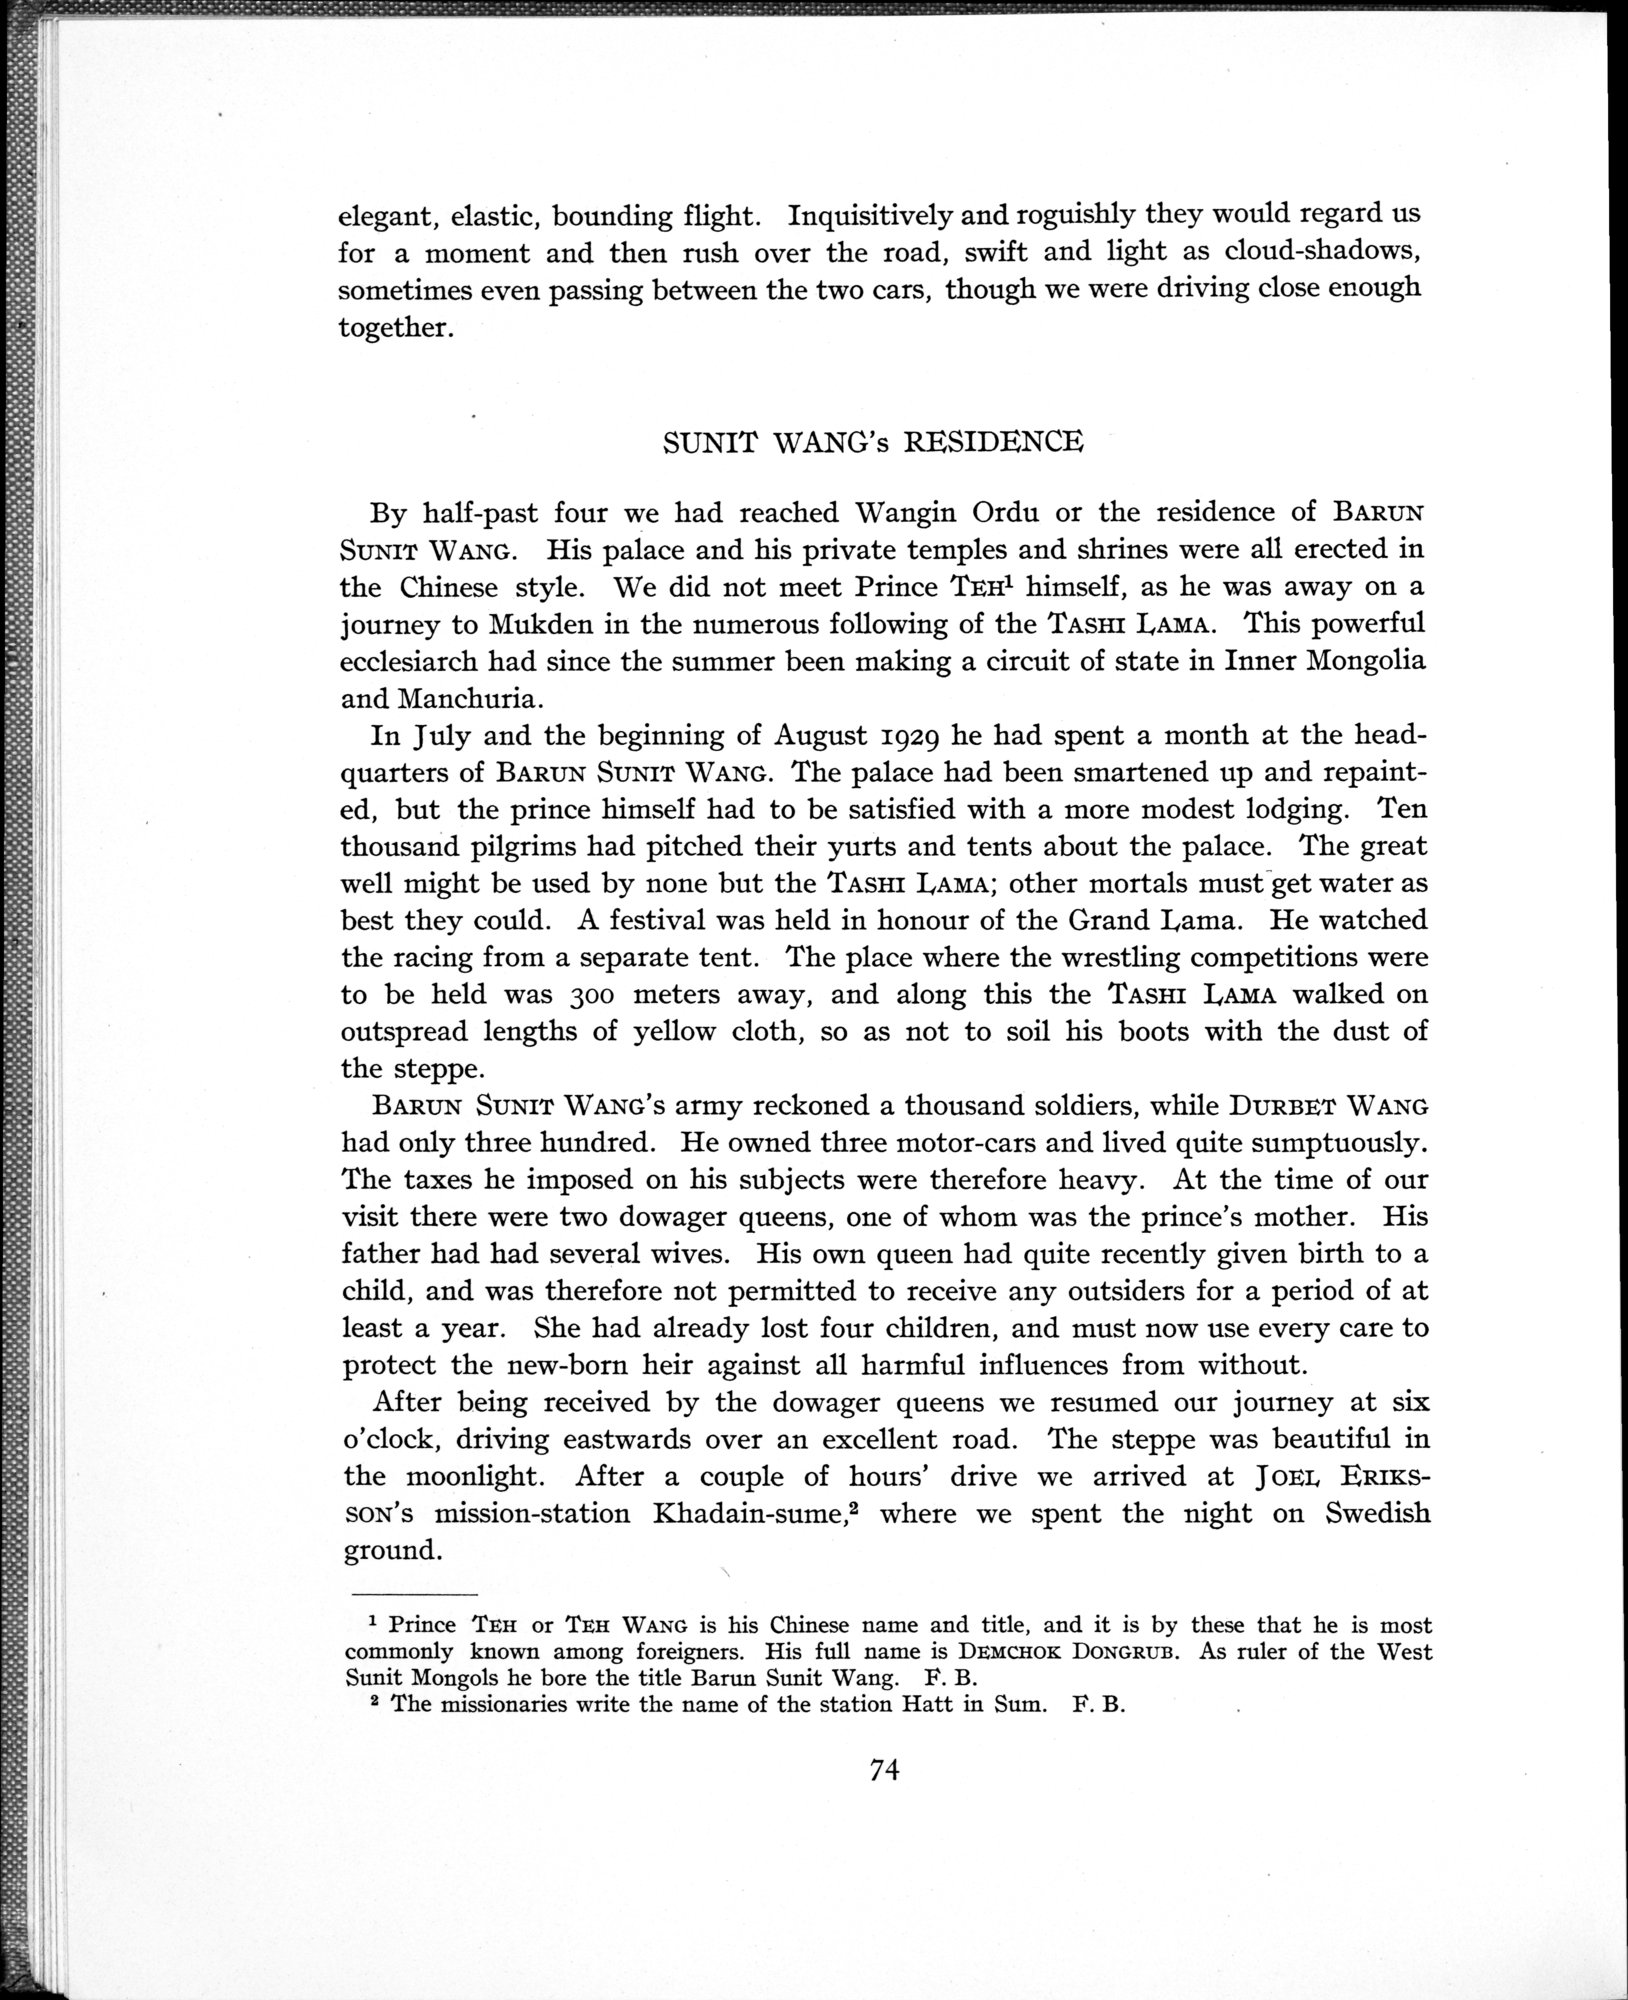 elegant, elastic, bounding flight. Inquisitively and roguishly they would regard us
for a moment and then rush over the road, swift and light as cloud-shadows,
sometimes even passing between the two cars, though we were driving close enough
together.
SUNIT WANG's RESIDENCE
By half-past four we had reached Wangin Ordu or the residence of BARUN
SUNIT WANG. His palace and his private temples and shrines were all erected in
the Chinese style. We did not meet Prince TEH¹ himself, as he was away on a
journey to Mukden in the numerous following of the TASHI LAMA. This powerful
ecclesiarch had since the summer been making a circuit of state in Inner Mongolia
and Manchuria.
In July and the beginning of August 1929 he had spent a month at the head-
quarters of BARUN SUNIT WANG. The palace had been smartened up and repaint-
ed, but the prince himself had to be satisfied with a more modest lodging. Ten
thousand pilgrims had pitched their yurts and tents about the palace. The great
well might be used by none but the TASHI LAMA; other mortals must get water as
best they could. A festival was held in honour of the Grand Lama. He watched
the racing from a separate tent. The place where the wrestling competitions were
to be held was 300 meters away, and along this the TASHI LAMA walked on
outspread lengths of yellow cloth, so as not to soil his boots with the dust of
the steppe.
BARUN SUNIT WANG's army reckoned a thousand soldiers, while DURBET WANG
had only three hundred. He owned three motor-cars and lived quite sumptuously.
The taxes he imposed on his subjects were therefore heavy. At the time of our
visit there were two dowager queens, one of whom was the prince's mother. His
father had had several wives. His own queen had quite recently given birth to a
child, and was therefore not permitted to receive any outsiders for a period of at
least a year. She had already lost four children, and must now use every care to
protect the new-born heir against all harmful influences from without.
After being received by the dowager queens we resumed our journey at six
o'clock, driving eastwards over an excellent road. The steppe was beautiful in
the moonlight. After a couple of hours' drive we arrived at JOEL ERIKS-
SON's mission-station Khadain-sume,² where we spent the night on Swedish
ground.
¹ Prince TEH or TEH WANG is his Chinese name and title, and it is by these that he is most
commonly known among foreigners. His full name is DEMCHOK DONGRUB. As ruler of the West
Sunit Mongols he bore the title Barun Sunit Wang. F. B.
² The missionaries write the name of the station Hatt in Sum. F. B.
74